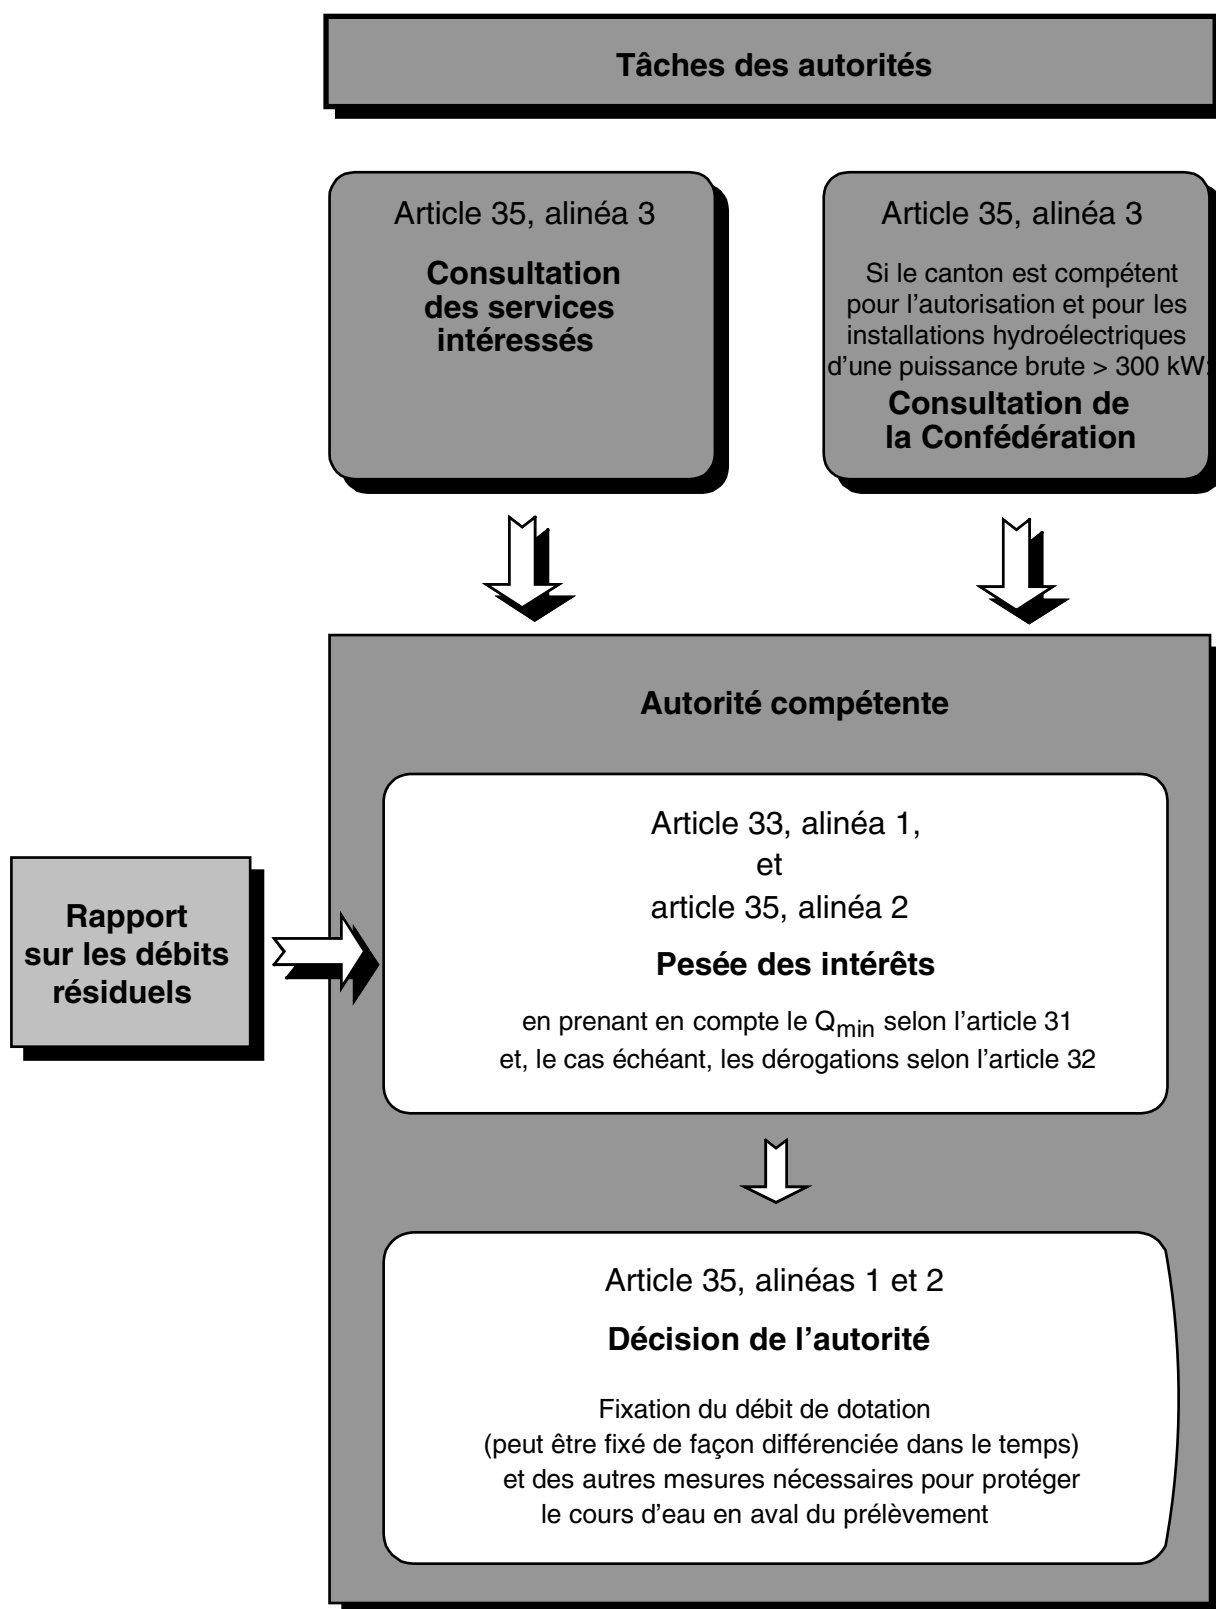 Tâches des autorités
Article 35, alinéa 3
Consultation
des services
intéressés
Article 35, alinéa 3
Si le canton est compétent
pour l'autorisation et pour les
installations hydroélectriques
d'une puissance brute > 300 kW:
Consultation de
la Confédération
Autorité compétente
Rapport
sur les débits
résiduels
Article 33, alinéa 1,
et
article 35, alinéa 2
Pesée des intérêts
en prenant en compte le Qmin selon l'article 31
et, le cas échéant, les dérogations selon l'article 32
Article 35, alinéas 1 et 2
Décision de l'autorité
Fixation du débit de dotation
(peut être fixé de façon différenciée dans le temps)
et des autres mesures nécessaires pour protéger
le cours d'eau en aval du prélèvement